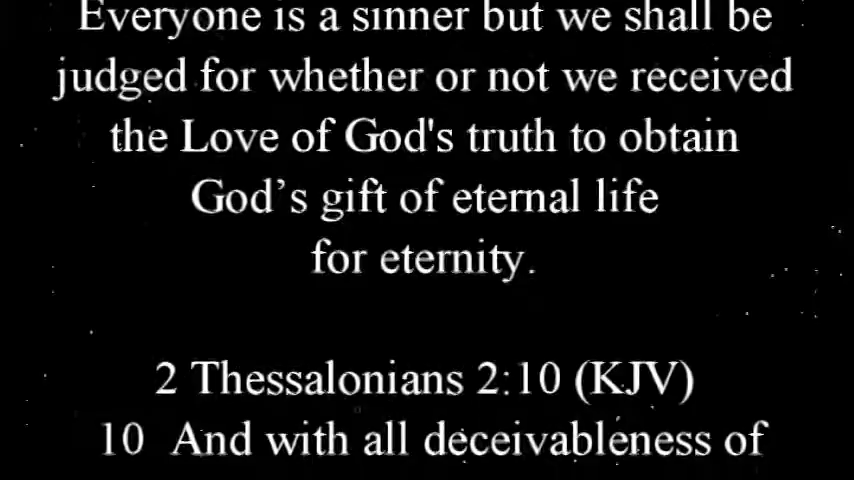 Everyone is a sinner but we shall be
judged for whether or not we received
the Love of God's truth to obtain
God’s gift of eternal life
for eternity.
2 Thessalonians 2:10 (KJV)
10 And with all deceivableness of